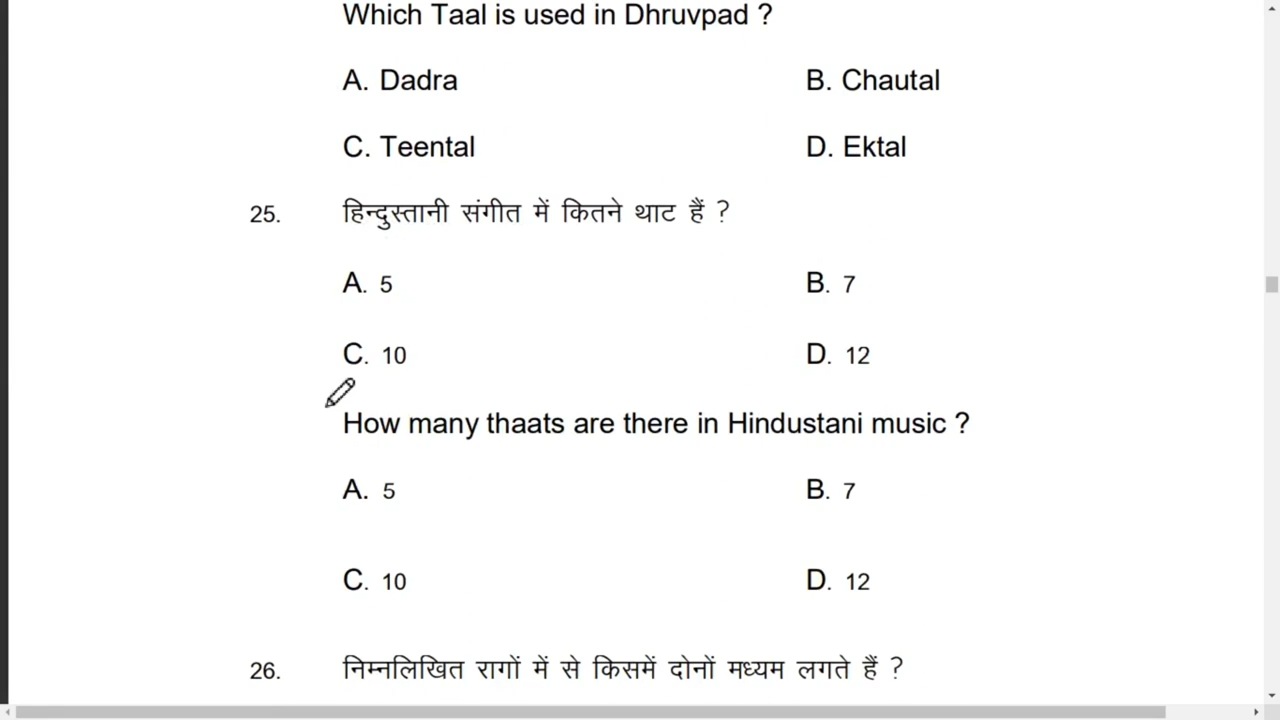 Which Taal is used in Dhruvpad ?
A. Dadra B. Chautal
C. Teental D. Ektal
25. हिन्दुस्तानी संगीत में कितने थाट हैं ?
A. 5 B. 7
C. 10 D. 12
How many thaats are there in Hindustani music ?
A. 5 B. 7
C. 10 D. 12
26. निम्नलिखित रागों में से किसमें दोनों मध्यम लगते हैं ?